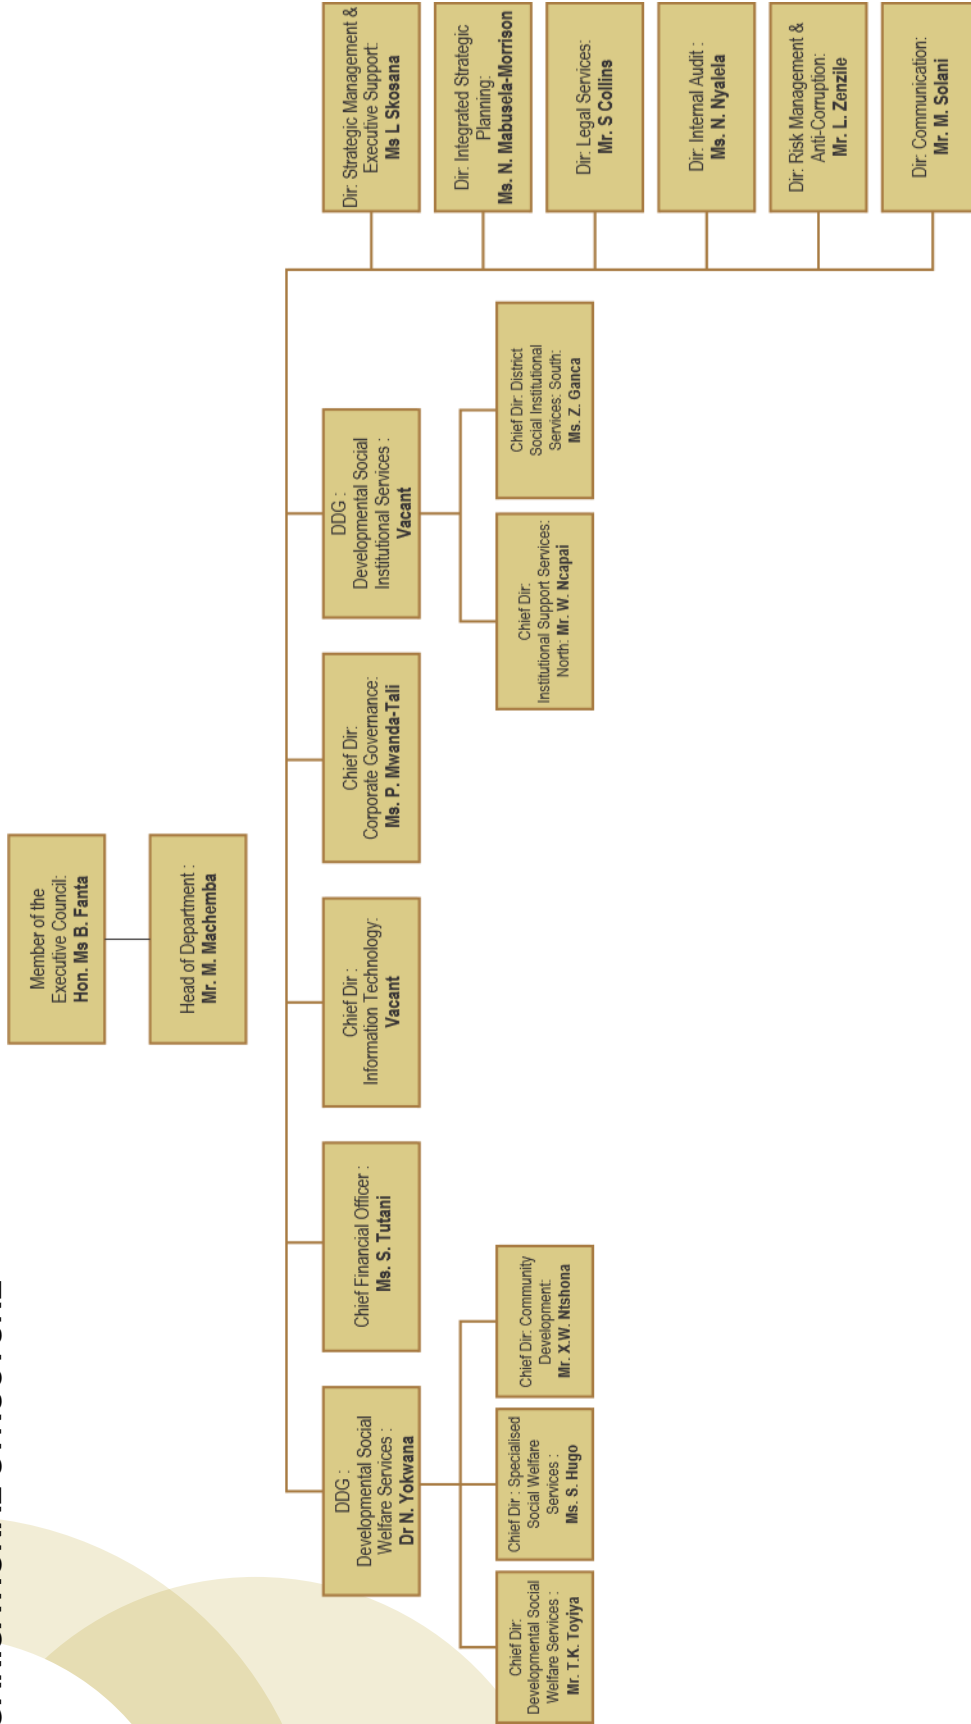 Member of the
Executive Council:
Hon. Ms B. Fanta
Head of Department :
Mr. M. Machemba
DDG :
Developmental Social
Welfare Services :
Dr N. Yokwana
Chief Financial Officer :
Ms. S. Tutani
Chief Dir :
Information Technology:
Vacant
Chief Dir:
Corporate Governance:
Ms. P. Mwanda-Tali
DDG :
Developmental Social
Institutional Services :
Vacant
Dir: Strategic Management &
Executive Support:
Ms L Skosana
Dir: Integrated Strategic
Planning:
Ms. N. Mabusela-Morrison
Dir: Legal Services:
Mr. S Collins
Dir: Internal Audit :
Ms. N. Nyalela
Dir: Risk Management &
Anti-Corruption:
Mr. L. Zenzile
Dir: Communication:
Mr. M. Solani
Chief Dir:
Developmental Social
Welfare Services :
Mr. T.K. Toyiya
Chief Dir : Specialised
Social Welfare
Services :
Ms. S. Hugo
Chief Dir: Community
Development:
Mr. X.W. Ntshona
Chief Dir:
Institutional Support Services:
North: Mr. W. Ncapai
Chief Dir: District
Social Institutional
Services: South:
Ms. Z. Ganca